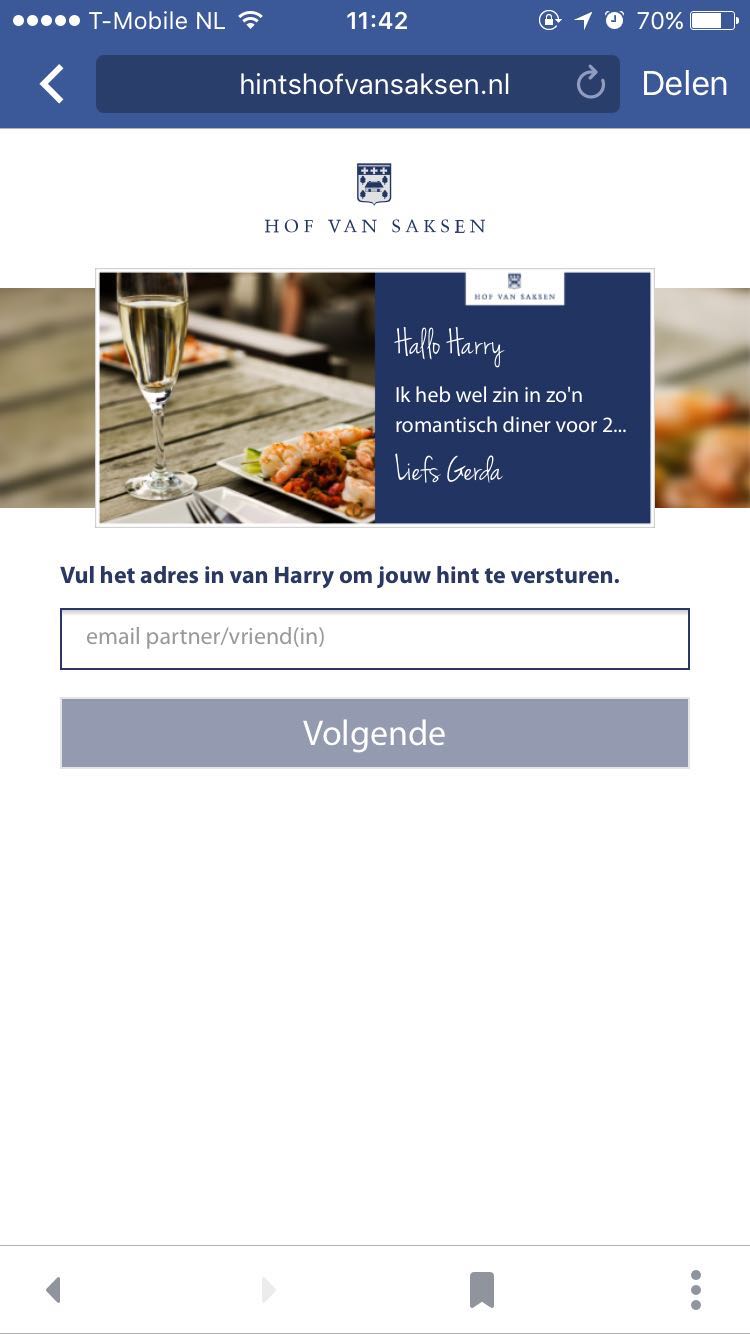 T-Mobile NL 11:42 70%
hintshofvansaksen.nl Delen
HOF VAN SAKSEN
HOF VAN SAKSEN
Hallo Harry
Ik heb wel zin in zo'n
romantisch diner voor 2...
Liefs Gerda
Vul het adres in van Harry om jouw hint te versturen.
email partner/vriend(in)
Volgende